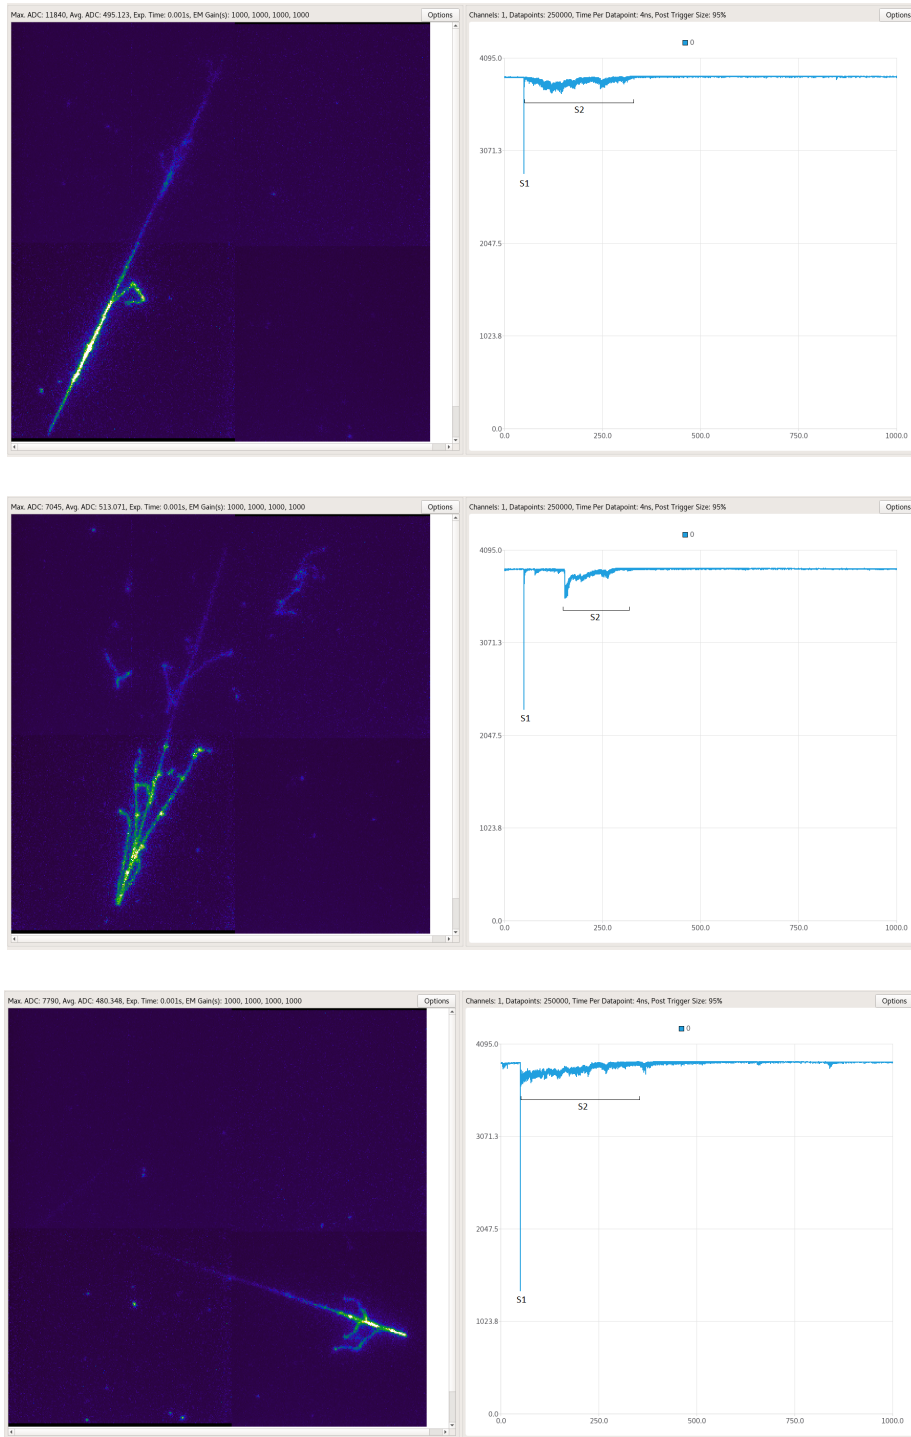 Max. ADC: 11840, Avg. ADC: 495.123, Exp. Time: 0.001s, EM Gain(s): 1000, 1000, 1000, 1000
Options
Channels: 1, Datapoints: 250000, Time Per Datapoint: 4ns, Post Trigger Size: 95%
Options
0
4095.0
3071.3
2047.5
1023.8
0.0
S2
S1
0.0 250.0 500.0 750.0 1000.0
Max. ADC: 7045, Avg. ADC: 513.071, Exp. Time: 0.001s, EM Gain(s): 1000, 1000, 1000, 1000
Options
Channels: 1, Datapoints: 250000, Time Per Datapoint: 4ns, Post Trigger Size: 95%
Options
0
4095.0
3071.3
2047.5
1023.8
0.0
S2
S1
0.0 250.0 500.0 750.0 1000.0
Max. ADC: 7790, Avg. ADC: 480.348, Exp. Time: 0.001s, EM Gain(s): 1000, 1000, 1000, 1000
Options
Channels: 1, Datapoints: 250000, Time Per Datapoint: 4ns, Post Trigger Size: 95%
Options
0
4095.0
3071.3
2047.5
1023.8
0.0
S2
S1
0.0 250.0 500.0 750.0 1000.0